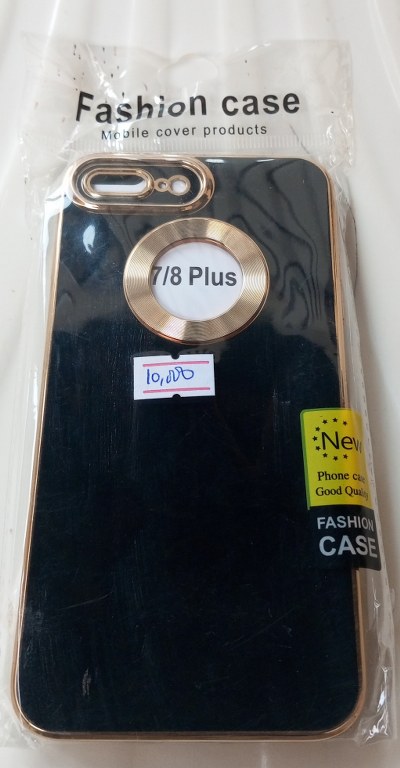 Fashion case
Mobile cover products
7/8 Plus
10,000
New
Phone case
Good Quality
FASHION
CASE